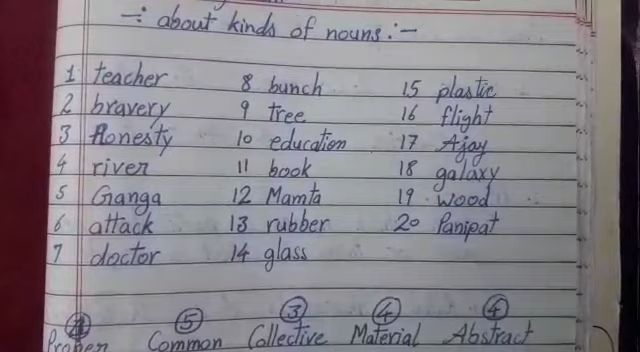 ÷ about kinds of nouns :-
1 teacher 8 bunch 15 plastic
2 bravery 9 tree 16 flight
3 Honesty 10 education 17 Ajay
4 river 11 book 18 galaxy
5 Ganga 12 Mamta 19 wood
6 attack 13 rubber 20 Panipat
7 doctor 14 glass
4 5 3 4 4
Proper Common Collective Material Abstract